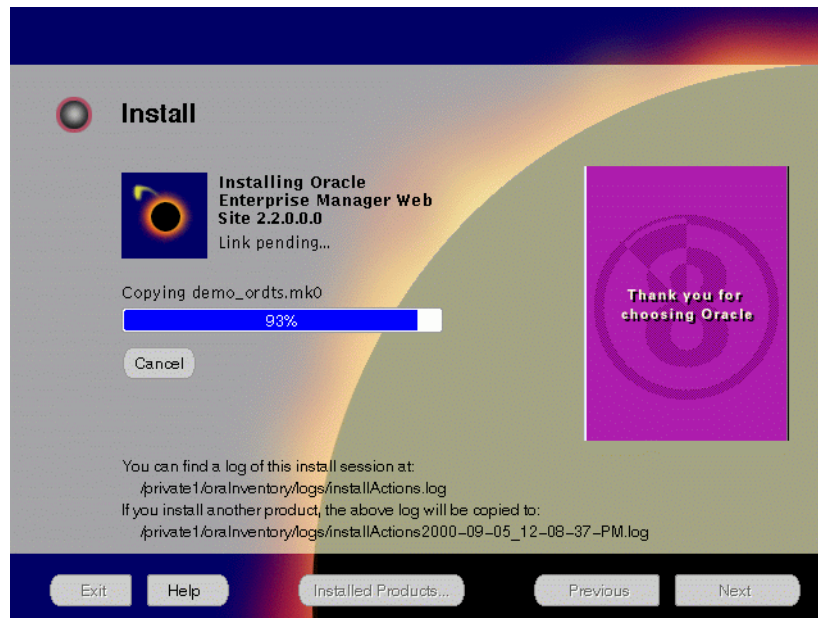 Install
Installing Oracle
Enterprise Manager Web
Site 2.2.0.0.0
Link pending...
Copying demo_ordts.mk0
93%
Cancel
Thank you for
choosing Oracle
You can find a log of this install session at:
/private1/oraInventory/logs/installActions.log
If you install another product, the above log will be copied to:
/private1/oraInventory/logs/installActions2000-09-05_12-08-37-PM.log
Exit
Help
Installed Products...
Previous
Next